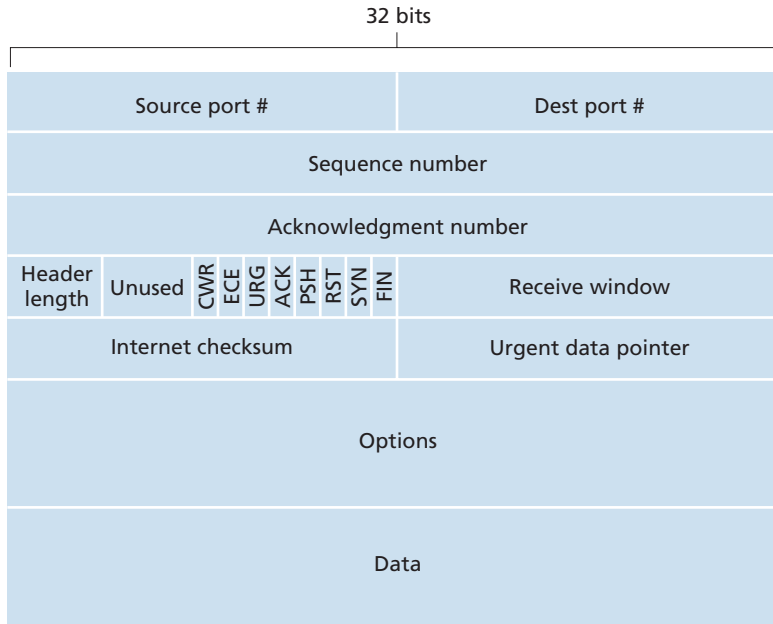 32 bits
Source port #
Dest port #
Sequence number
Acknowledgment number
Header
length
Unused
CWR
ECE
URG
ACK
PSH
RST
SYN
FIN
Receive window
Internet checksum
Urgent data pointer
Options
Data